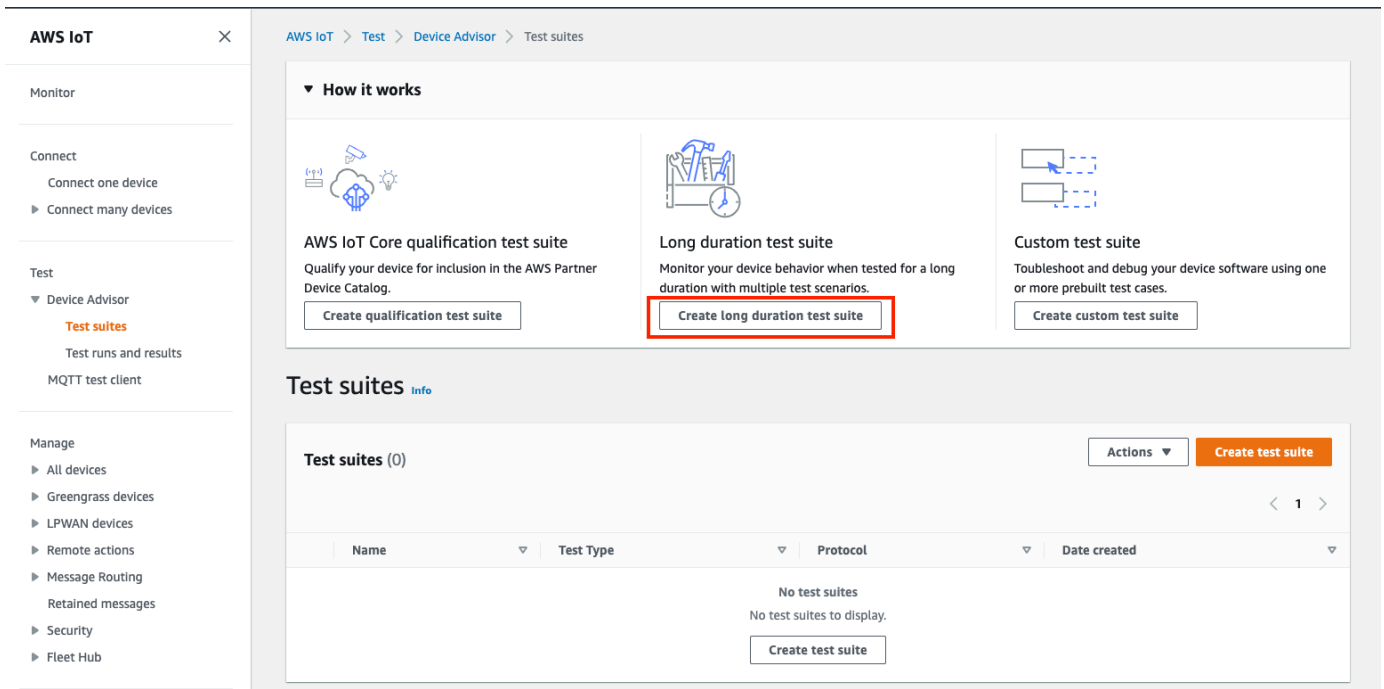 AWS IoT
Monitor
Connect
Connect one device
Connect many devices
Test
Device Advisor
Test suites
Test runs and results
MQTT test client
Manage
All devices
Greengrass devices
LPWAN devices
Remote actions
Message Routing
Retained messages
Security
Fleet Hub
AWS IoT > Test > Device Advisor > Test suites
How it works
AWS IoT Core qualification test suite
Qualify your device for inclusion in the AWS Partner
Device Catalog.
Create qualification test suite
Long duration test suite
Monitor your device behavior when tested for a long
duration with multiple test scenarios.
Create long duration test suite
Custom test suite
Toubleshoot and debug your device software using one
or more prebuilt test cases.
Create custom test suite
Test suites Info
Test suites (0)
Actions
Create test suite
1
Name Test Type Protocol Date created
No test suites
No test suites to display.
Create test suite